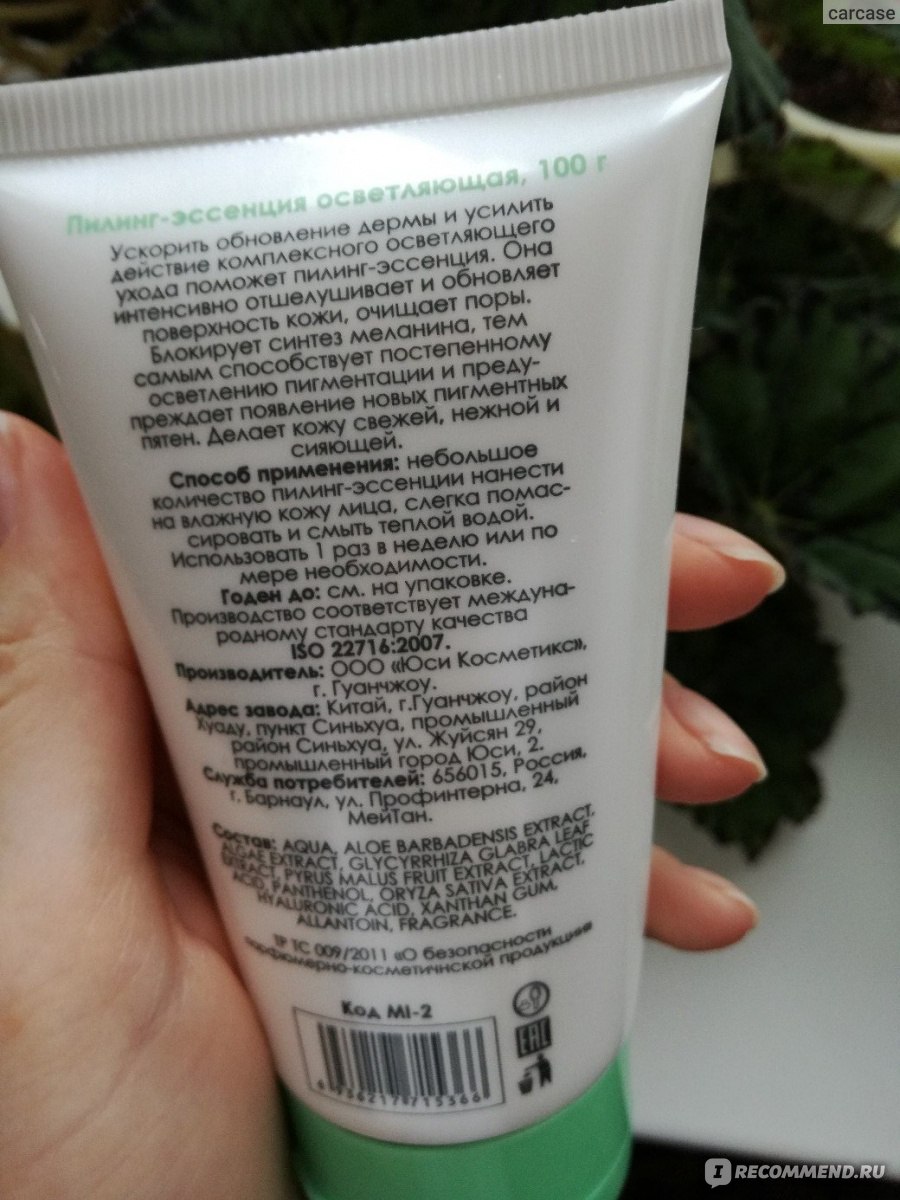 carcase
Пилинг-эссенция осветляющая, 100 г
Ускорить обновление дермы и усилить
действие комплексного осветляющего
ухода поможет пилинг-эссенция. Она
интенсивно отшелушивает и обновляет
поверхность кожи, очищает поры.
Блокирует синтез меланина, тем
самым способствует постепенному
осветлению пигментации и преду-
преждает появление новых пигментных
пятен. Делает кожу свежей, нежной и
сияющей.
Способ применения: небольшое
количество пилинг-эссенции нанести
на влажную кожу лица, слегка помас-
сировать и смыть теплой водой.
Использовать 1 раз в неделю или по
мере необходимости.
Годен до: см. на упаковке.
Производство соответствует междуна-
родному стандарту качества
ISO 22716:2007.
Производитель: ООО «Юси Косметикс»,
г. Гуанчжоу.
Адрес завода: Китай, г.Гуанчжоу, район
Хуаду, пункт Синьхуа, промышленный
район Синьхуа, ул. Жуйсян 29,
промышленный город Юси, 2.
Служба потребителей: 656015, Россия,
г. Барнаул, ул. Профинтерна, 24,
МейТан.
Состав: AQUA, ALOE BARBADENSIS EXTRACT,
ALGAE EXTRACT, GLYCYRRHIZA GLABRA LEAF
EXTRACT, PYRUS MALUS FRUIT EXTRACT, LACTIC
ACID, PANTHENOL, ORYZA SATIVA EXTRACT,
HYALURONIC ACID, XANTHAN GUM,
ALLANTOIN, FRAGRANCE.
ТР ТС 009/2011 «О безопасности
парфюмерно-косметичнской продукции»
Код MI-2
EAC
IRECOMMEND.RU